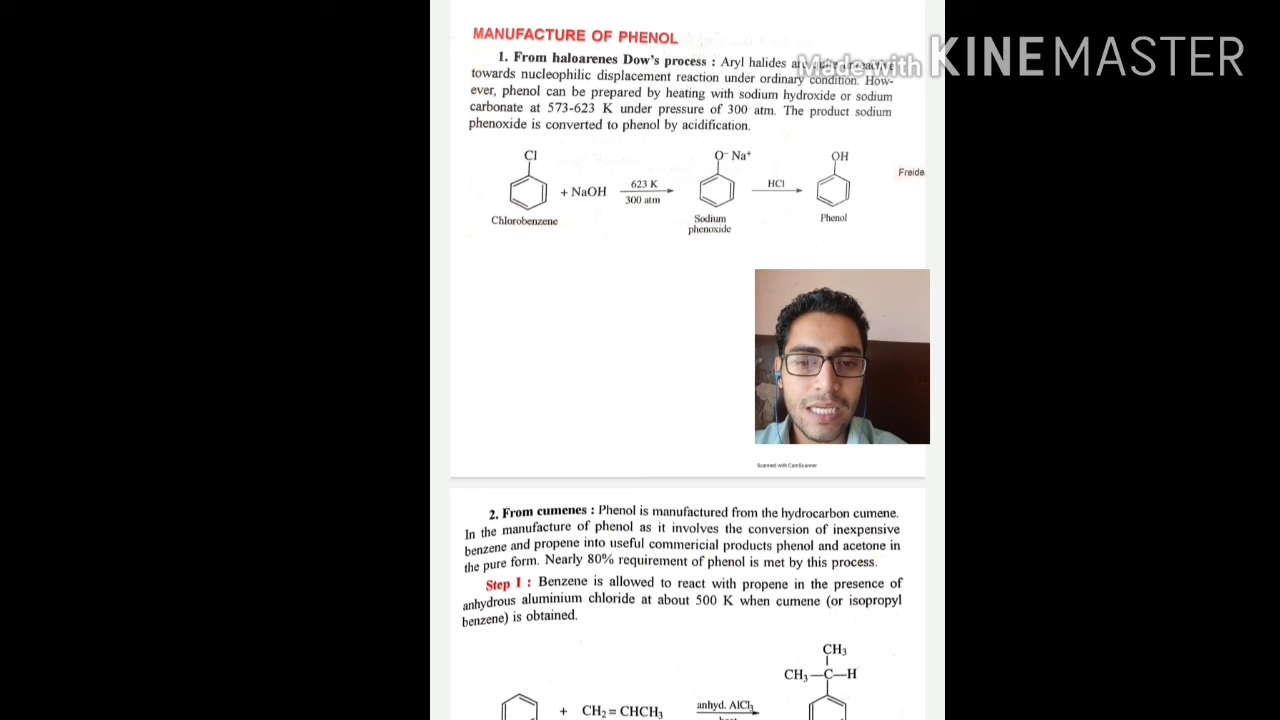 MANUFACTURE OF PHENOL
Made with KINEMASTER
1. From haloarenes Dow's process : Aryl halides are
towards nucleophilic displacement reaction under ordinary condition. How-
ever, phenol can be prepared by heating with sodium hydroxide or sodium
carbonate at 573-623 K under pressure of 300 atm. The product sodium
phenoxide is converted to phenol by acidification.
Cl
O⁻ Na⁺
OH
+ NaOH
623 K
300 atm
HCl
Freide
Chlorobenzene
Sodium
phenoxide
Phenol
Scanned with CamScanner
2. From cumenes : Phenol is manufactured from the hydrocarbon cumene.
In the manufacture of phenol as it involves the conversion of inexpensive
benzene and propene into useful commericial products phenol and acetone in
the pure form. Nearly 80% requirement of phenol is met by this process.
Step I : Benzene is allowed to react with propene in the presence of
anhydrous aluminium chloride at about 500 K when cumene (or isopropyl
benzene) is obtained.
CH₃
CH₃—C—H
+ CH₂ = CHCH₃
anhyd. AlCl₃